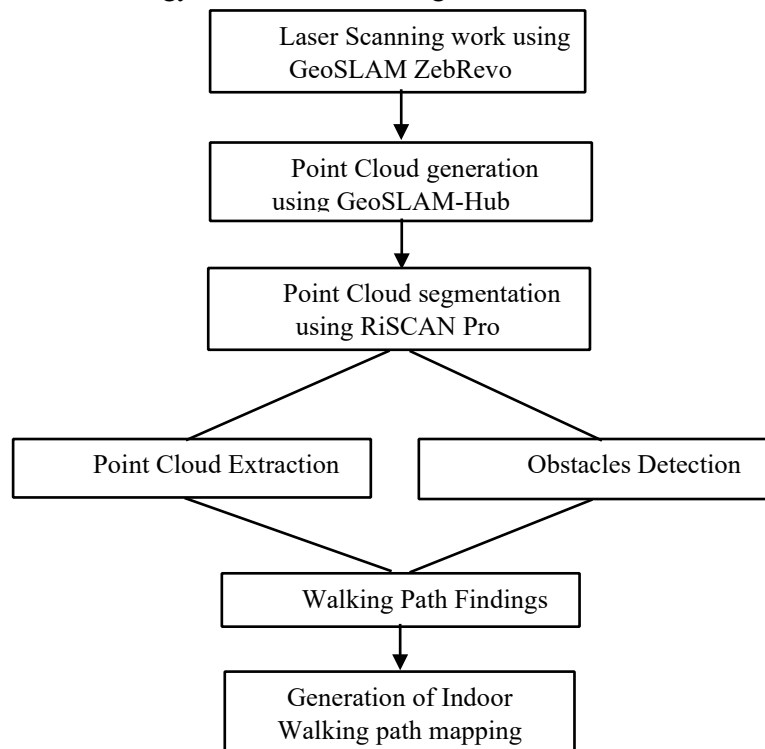 Laser Scanning work using
GeoSLAM ZebRevo
Point Cloud generation
using GeoSLAM-Hub
Point Cloud segmentation
using RiSCAN Pro
Point Cloud Extraction
Obstacles Detection
Walking Path Findings
Generation of Indoor
Walking path mapping